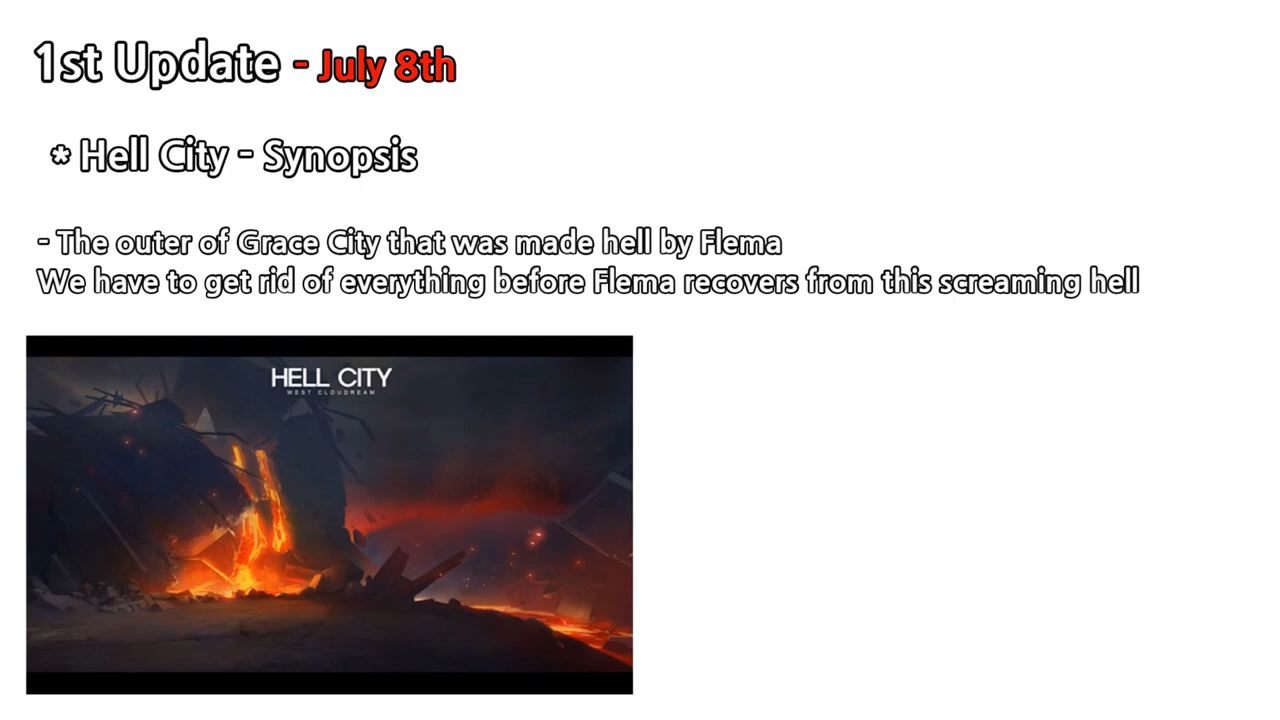 1st Update - July 8th
* Hell City - Synopsis
- The outer of Grace City that was made hell by Flema
We have to get rid of everything before Flema recovers from this screaming hell
HELL CITY
WEST CLOUDREAM